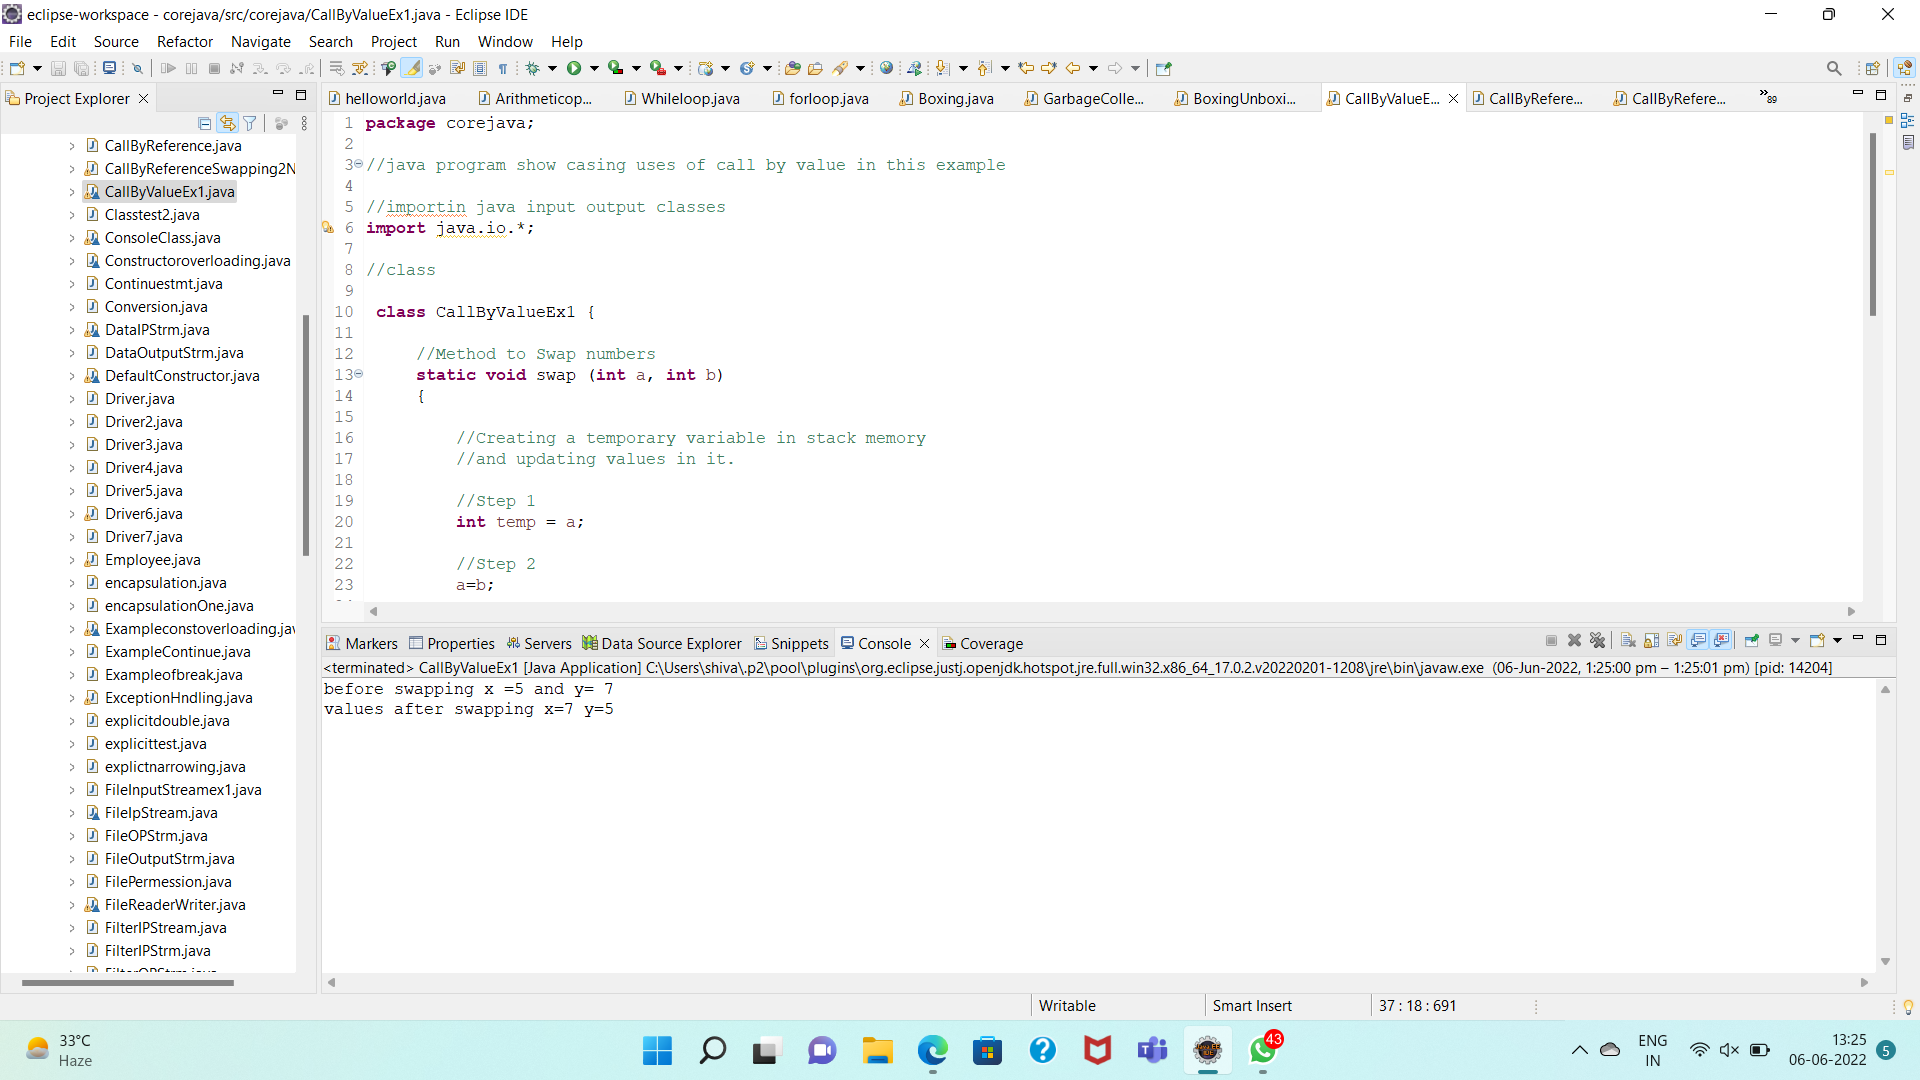 eclipse-workspace - corejava/src/corejava/CallByValueEx1.java - Eclipse IDE
File Edit Source Refactor Navigate Search Project Run Window Help
Project Explorer
helloworld.java Arithmeticop... Whileloop.java forloop.java Boxing.java GarbageColle... BoxingUnboxi... CallByValueE... CallByRefere... CallByRefere... »89
CallByReference.java
CallByReferenceSwapping2N
CallByValueEx1.java
Classtest2.java
ConsoleClass.java
Constructoroverloading.java
Continuestmt.java
Conversion.java
DataIPStrm.java
DataOutputStrm.java
DefaultConstructor.java
Driver.java
Driver2.java
Driver3.java
Driver4.java
Driver5.java
Driver6.java
Driver7.java
Employee.java
encapsulation.java
encapsulationOne.java
Exampleconstoverloading.jav
ExampleContinue.java
Exampleofbreak.java
ExceptionHndling.java
explicitdouble.java
explicittest.java
explictnarrowing.java
FileInputStreamex1.java
FileIpStream.java
FileOPStrm.java
FileOutputStrm.java
FilePermession.java
FileReaderWriter.java
FilterIPStream.java
FilterIPStrm.java
1 package corejava;
2
3 //java program show casing uses of call by value in this example
4
5 //importin java input output classes
6 import java.io.*;
7
8 //class
9
10 class CallByValueEx1 {
11
12 //Method to Swap numbers
13 static void swap (int a, int b)
14 {
15
16 //Creating a temporary variable in stack memory
17 //and updating values in it.
18
19 //Step 1
20 int temp = a;
21
22 //Step 2
23 a=b;
Markers Properties Servers Data Source Explorer Snippets Console Coverage
<terminated> CallByValueEx1 [Java Application] C:\Users\shiva\.p2\pool\plugins\org.eclipse.justj.openjdk.hotspot.jre.full.win32.x86_64_17.0.2.v20220201-1208\jre\bin\javaw.exe (06-Jun-2022, 1:25:00 pm – 1:25:01 pm) [pid: 14204]
before swapping x =5 and y= 7
values after swapping x=7 y=5
Writable Smart Insert 37 : 18 : 691
33°C
Haze
43
ENG
IN
13:25
06-06-2022
5